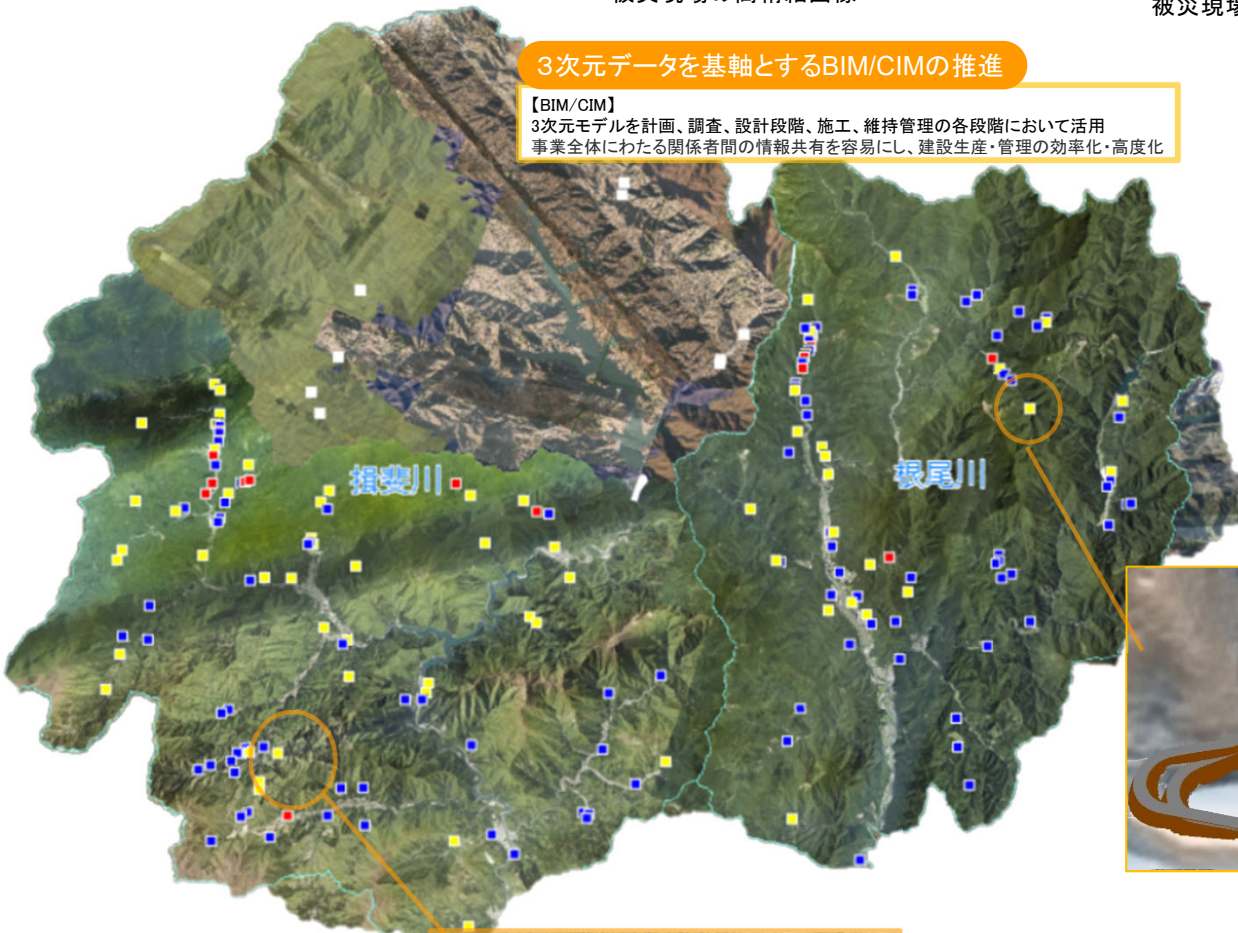 ３次元データを基軸とするBIM/CIMの推進
【BIM/CIM】
3次元モデルを計画、調査、設計段階、施工、維持管理の各段階において活用
事業全体にわたる関係者間の情報共有を容易にし、建設生産・管理の効率化・高度化
揖斐川
根尾川